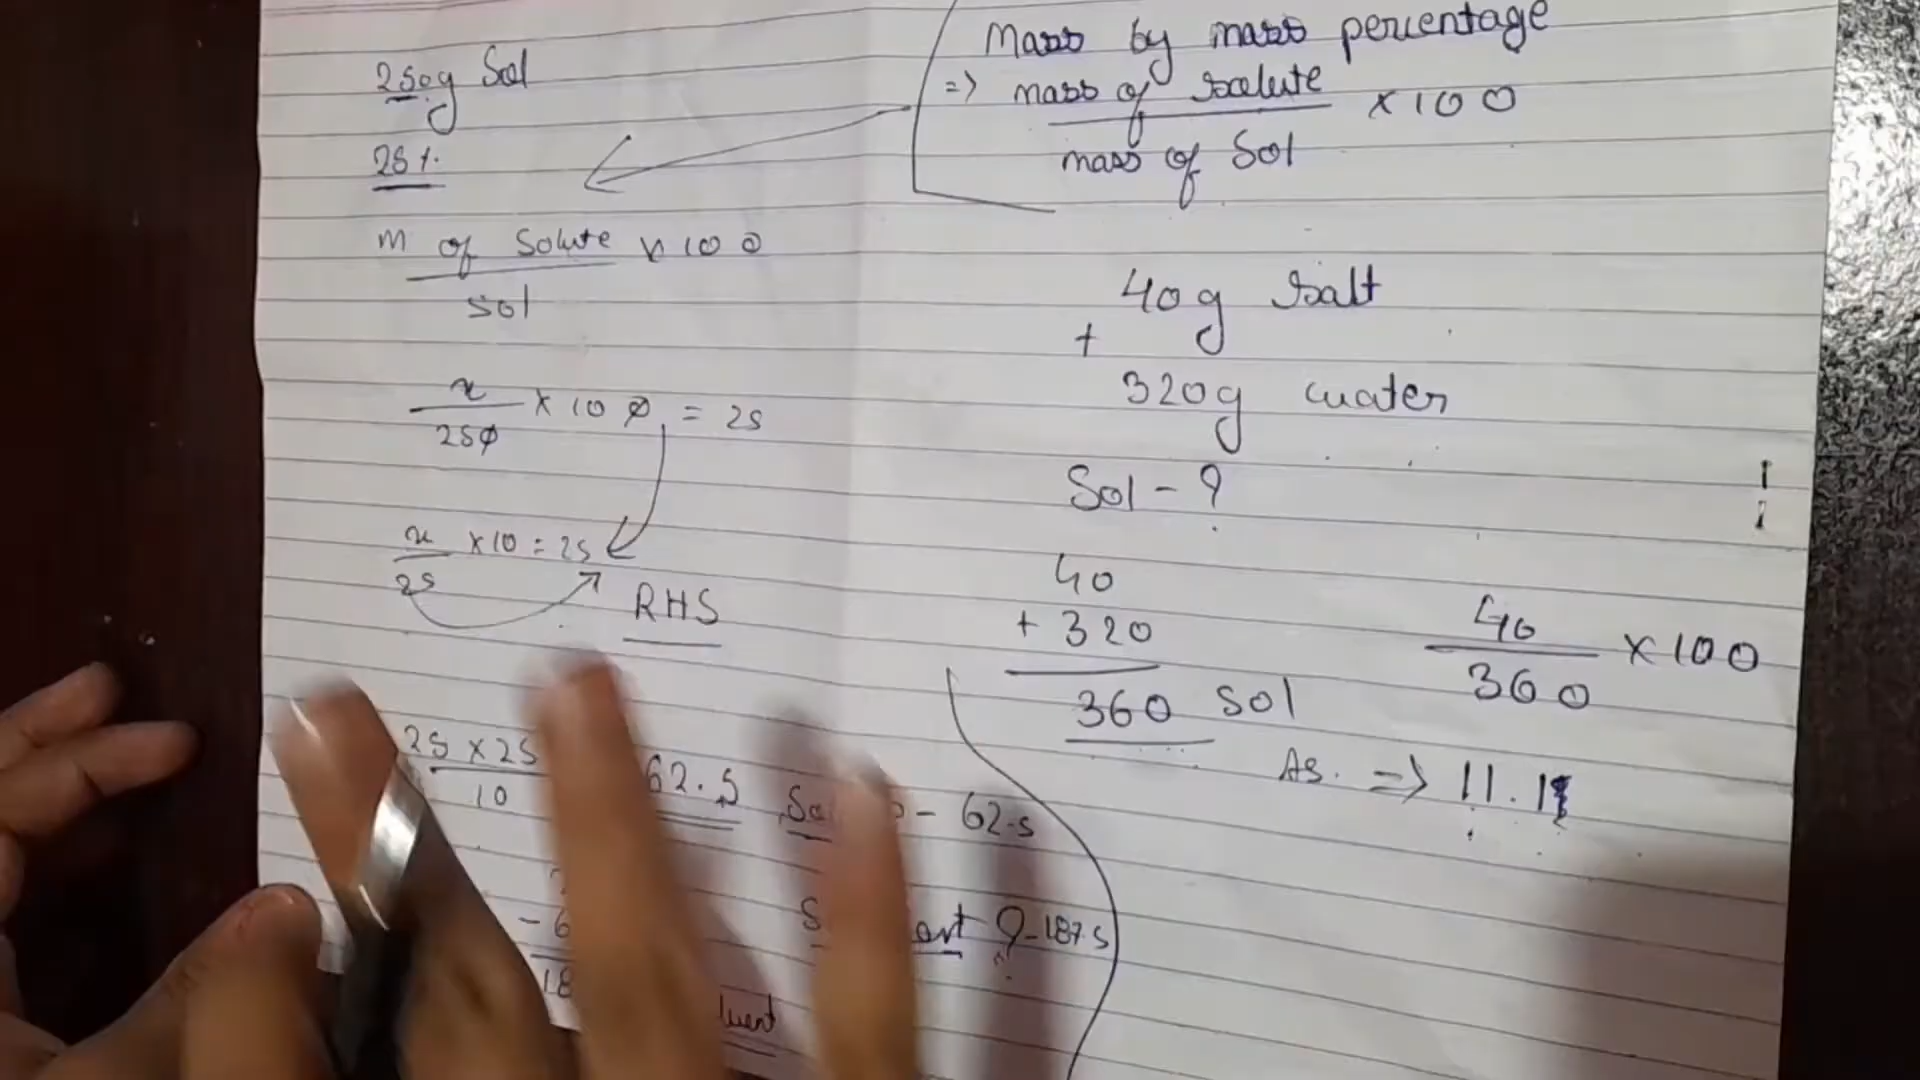 250g Sol
25%
M of Solute x 100
sol
x × 100 = 25
250
x × 10 = 25
25
RHS
25 x 25
10
62.5
- 62.5
- 6
18
- 187.5
Mass by mass percentage
=> mass of Solute × 100
mass of Sol
40g Salt
+
320g water
Sol - ?
40
+ 320
360 Sol
40 × 100
360
As. => 11.1